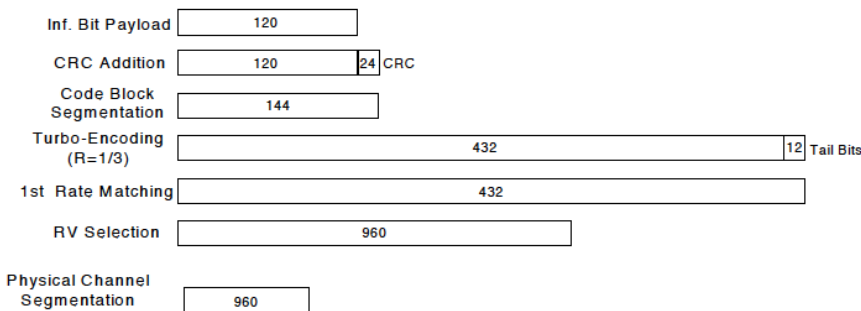 Inf. Bit Payload 120
CRC Addition 120 24 CRC
Code Block
Segmentation 144
Turbo-Encoding
(R=1/3) 432 12 Tail Bits
1st Rate Matching 432
RV Selection 960
Physical Channel
Segmentation 960